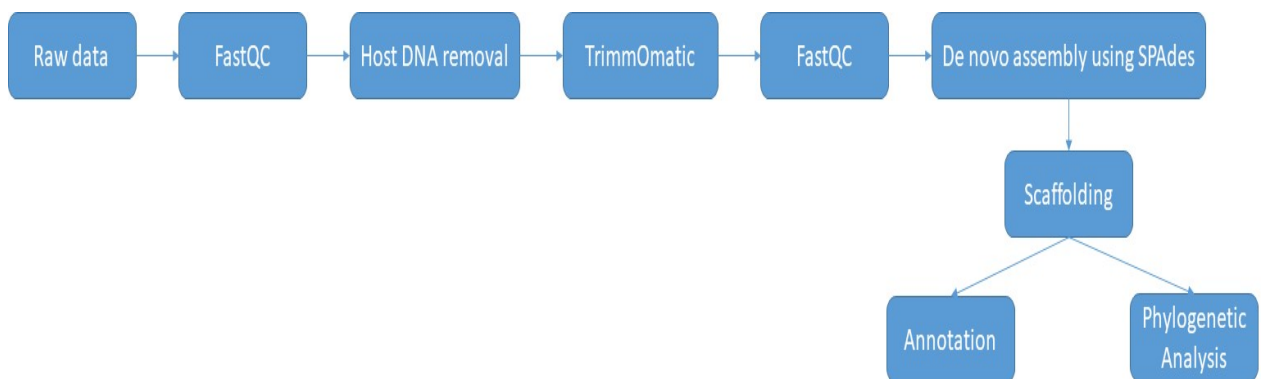 Raw data
FastQC
Host DNA removal
TrimmOmatic
FastQC
De novo assembly using SPAdes
Scaffolding
Annotation
Phylogenetic
Analysis